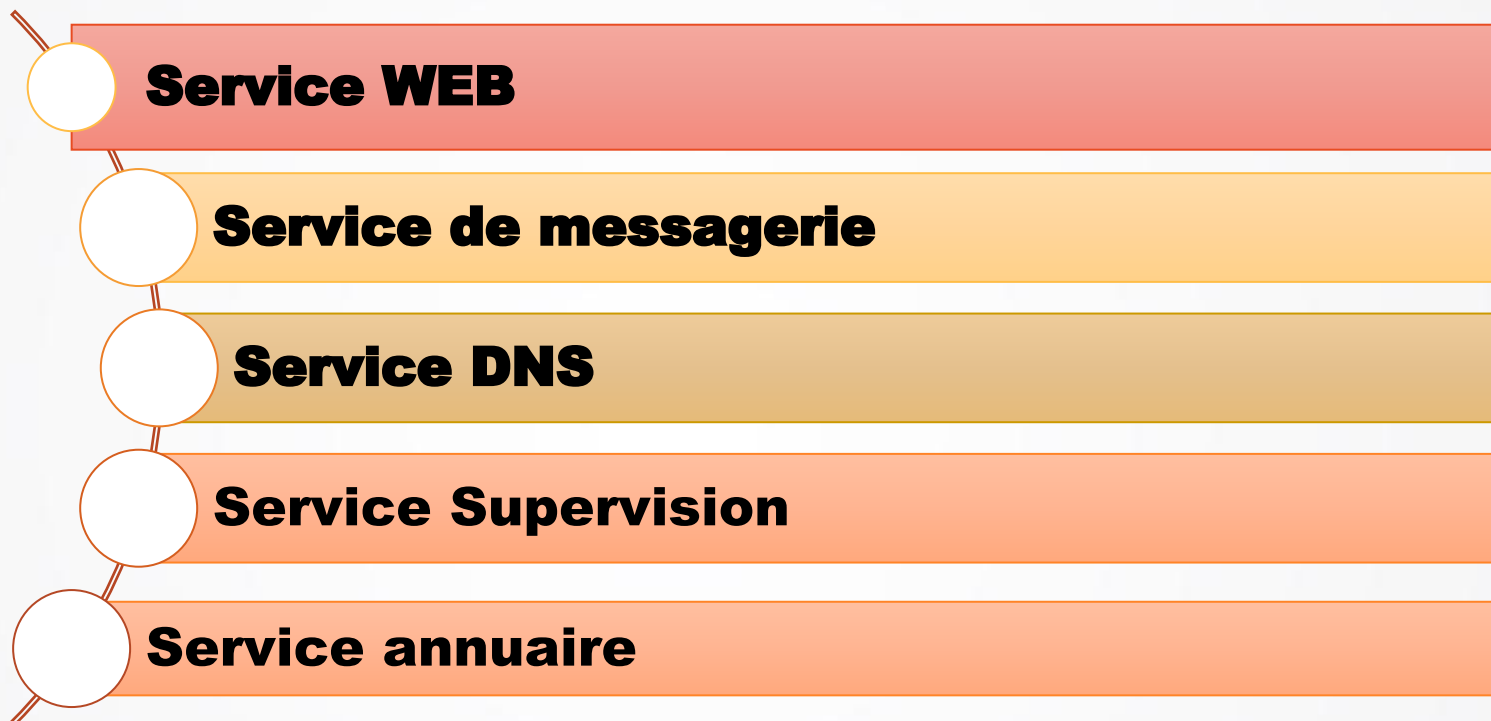 Service WEB
Service de messagerie
Service DNS
Service Supervision
Service annuaire